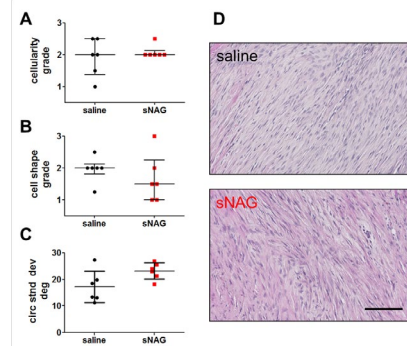 A
cellularity
grade
3
2
1
saline
sNAG
B
cell shape
grade
3
2
1
saline
sNAG
C
circ stnd dev
deg
30
20
10
0
saline
sNAG
D
saline
sNAG